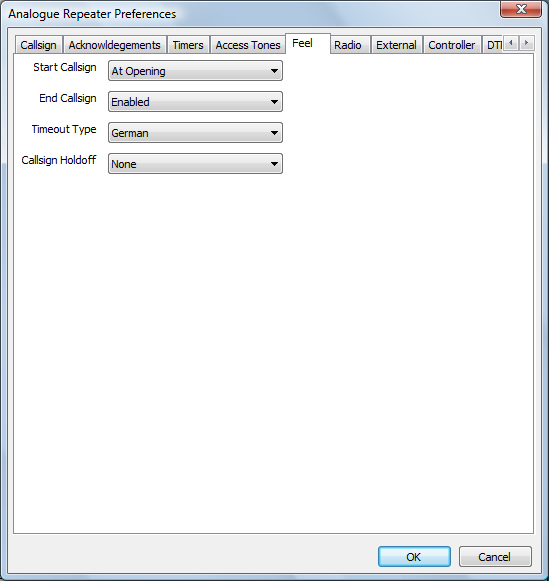 Analogue Repeater Preferences
Callsign Acknowldegements Timers Access Tones Feel Radio External Controller DTI
Start Callsign At Opening
End Callsign Enabled
Timeout Type German
Callsign Holdoff None
OK Cancel